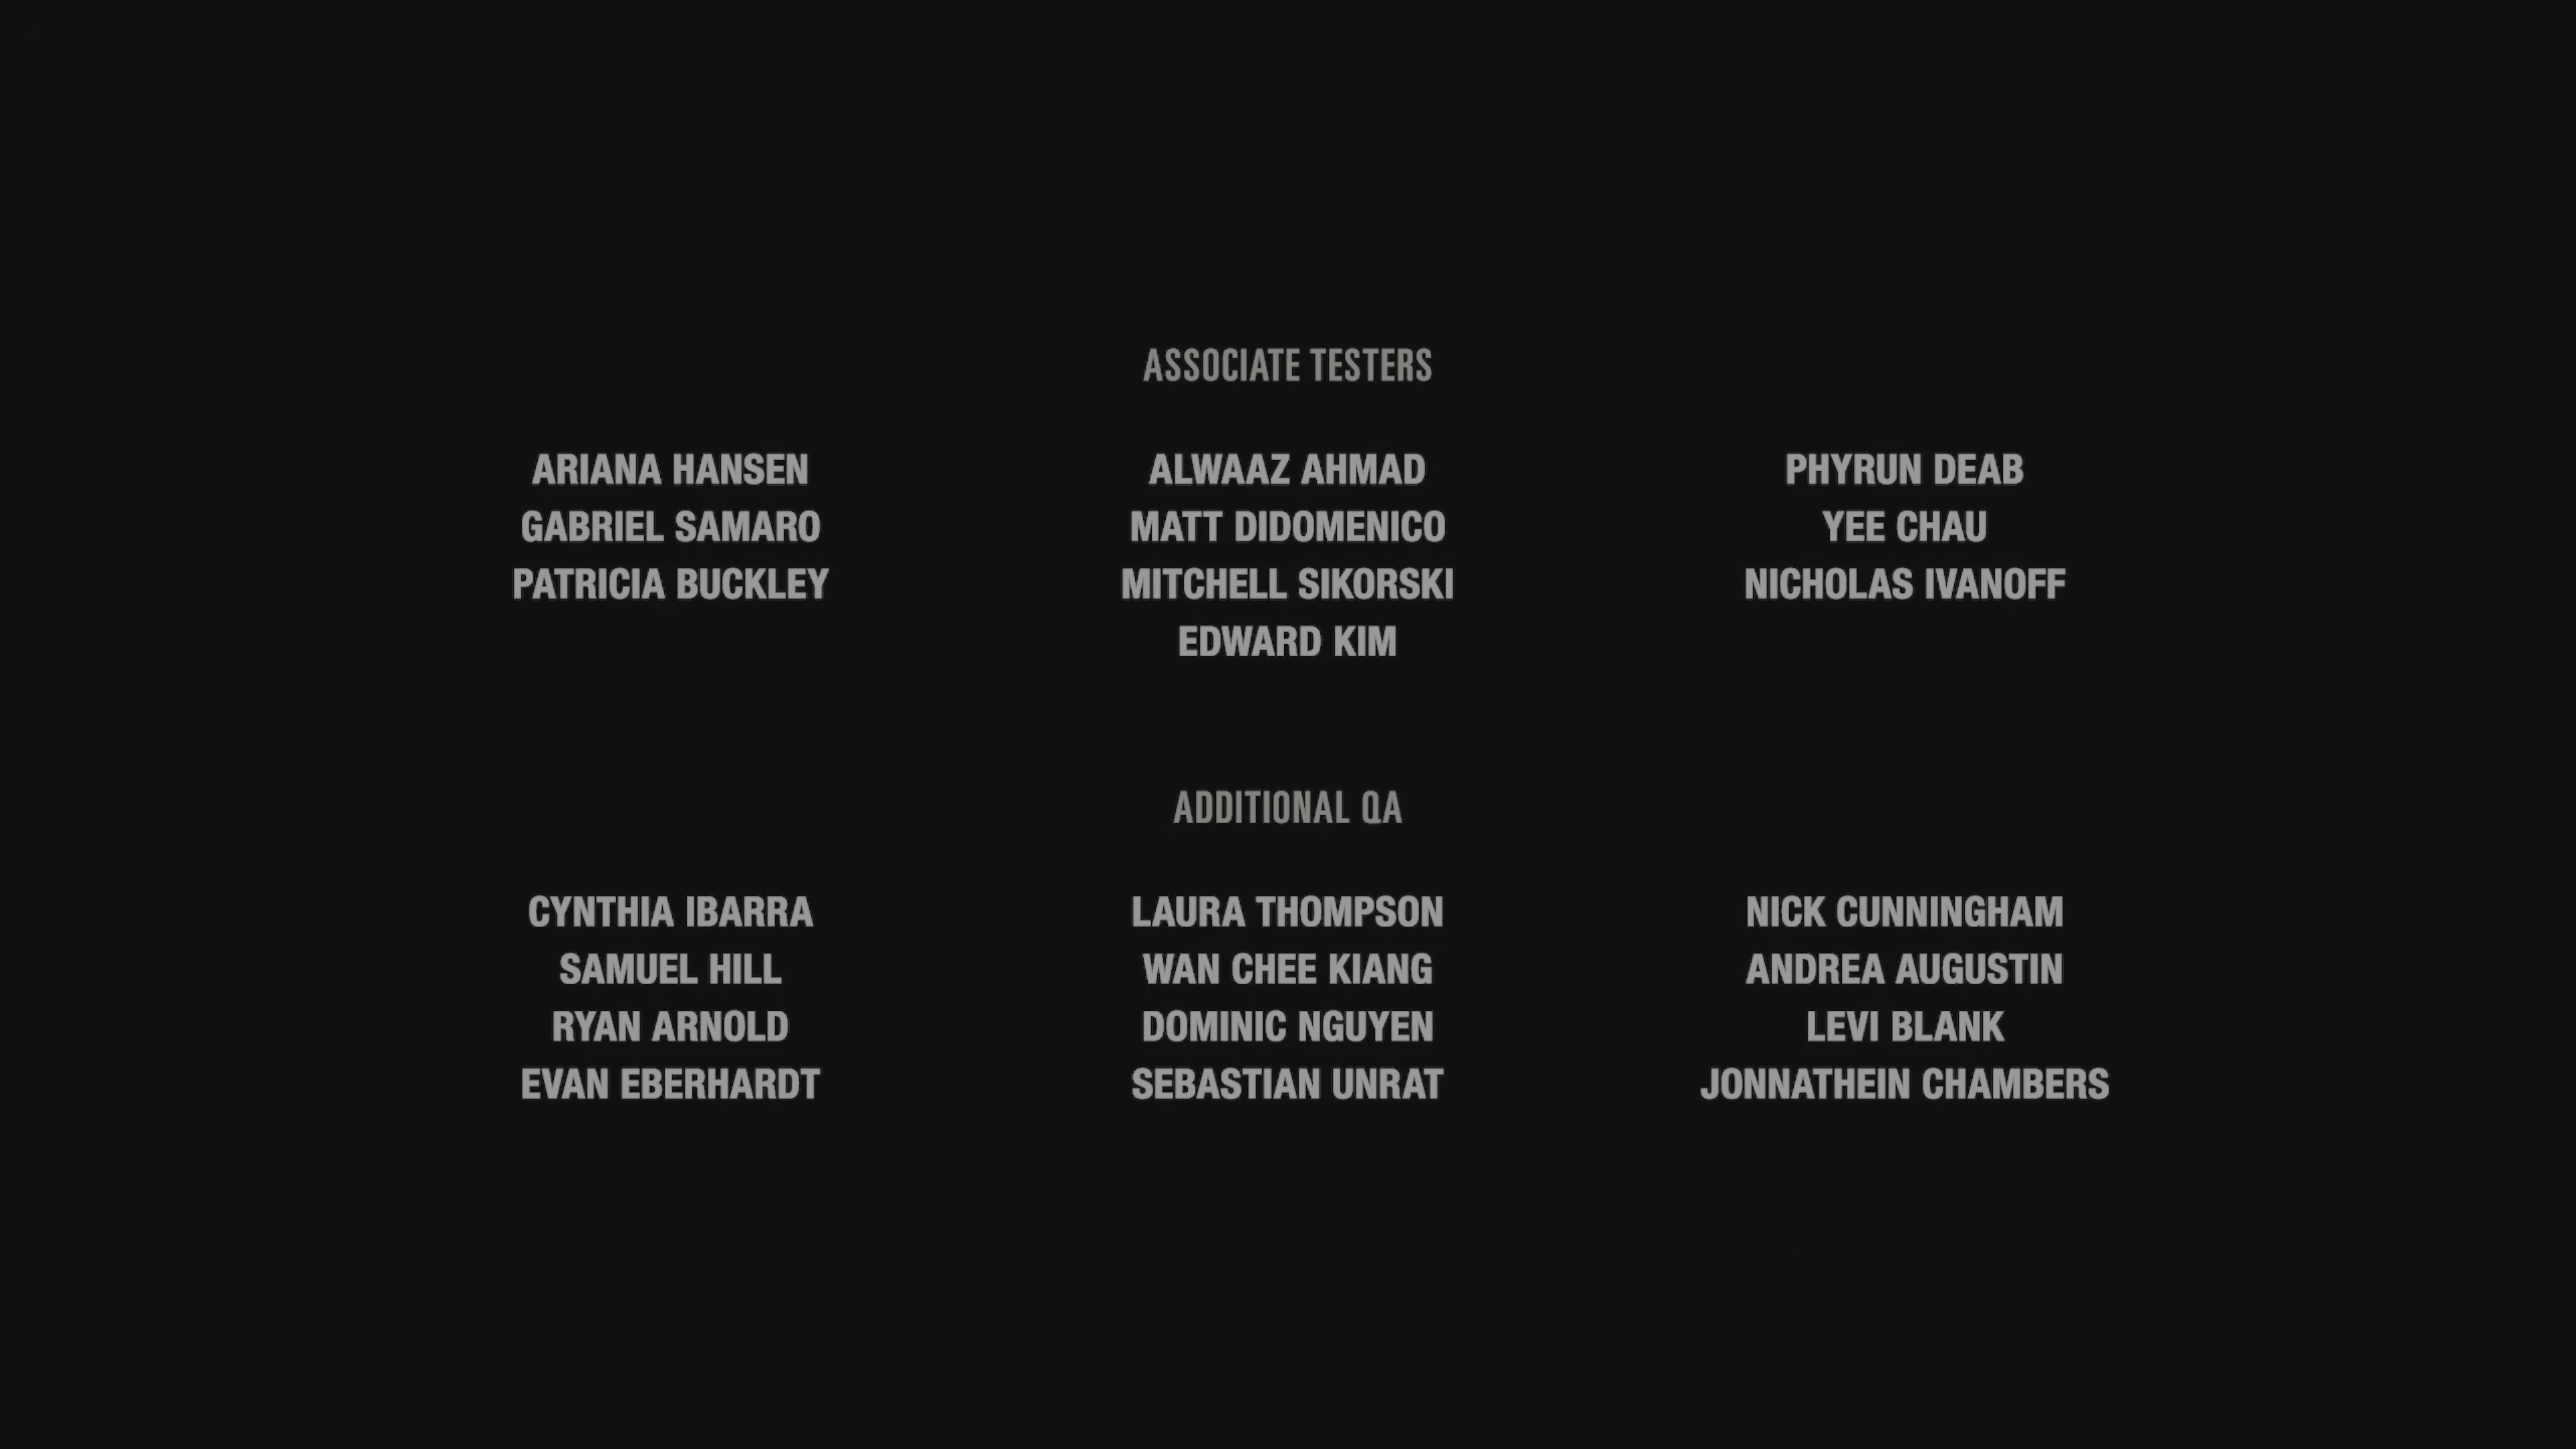 ASSOCIATE TESTERS
ARIANA HANSEN
GABRIEL SAMARO
PATRICIA BUCKLEY
ALWAAZ AHMAD
MATT DIDOMENICO
MITCHELL SIKORSKI
EDWARD KIM
PHYRUN DEAB
YEE CHAU
NICHOLAS IVANOFF
ADDITIONAL QA
CYNTHIA IBARRA
SAMUEL HILL
RYAN ARNOLD
EVAN EBERHARDT
LAURA THOMPSON
WAN CHEE KIANG
DOMINIC NGUYEN
SEBASTIAN UNRAT
NICK CUNNINGHAM
ANDREA AUGUSTIN
LEVI BLANK
JONNATHEIN CHAMBERS